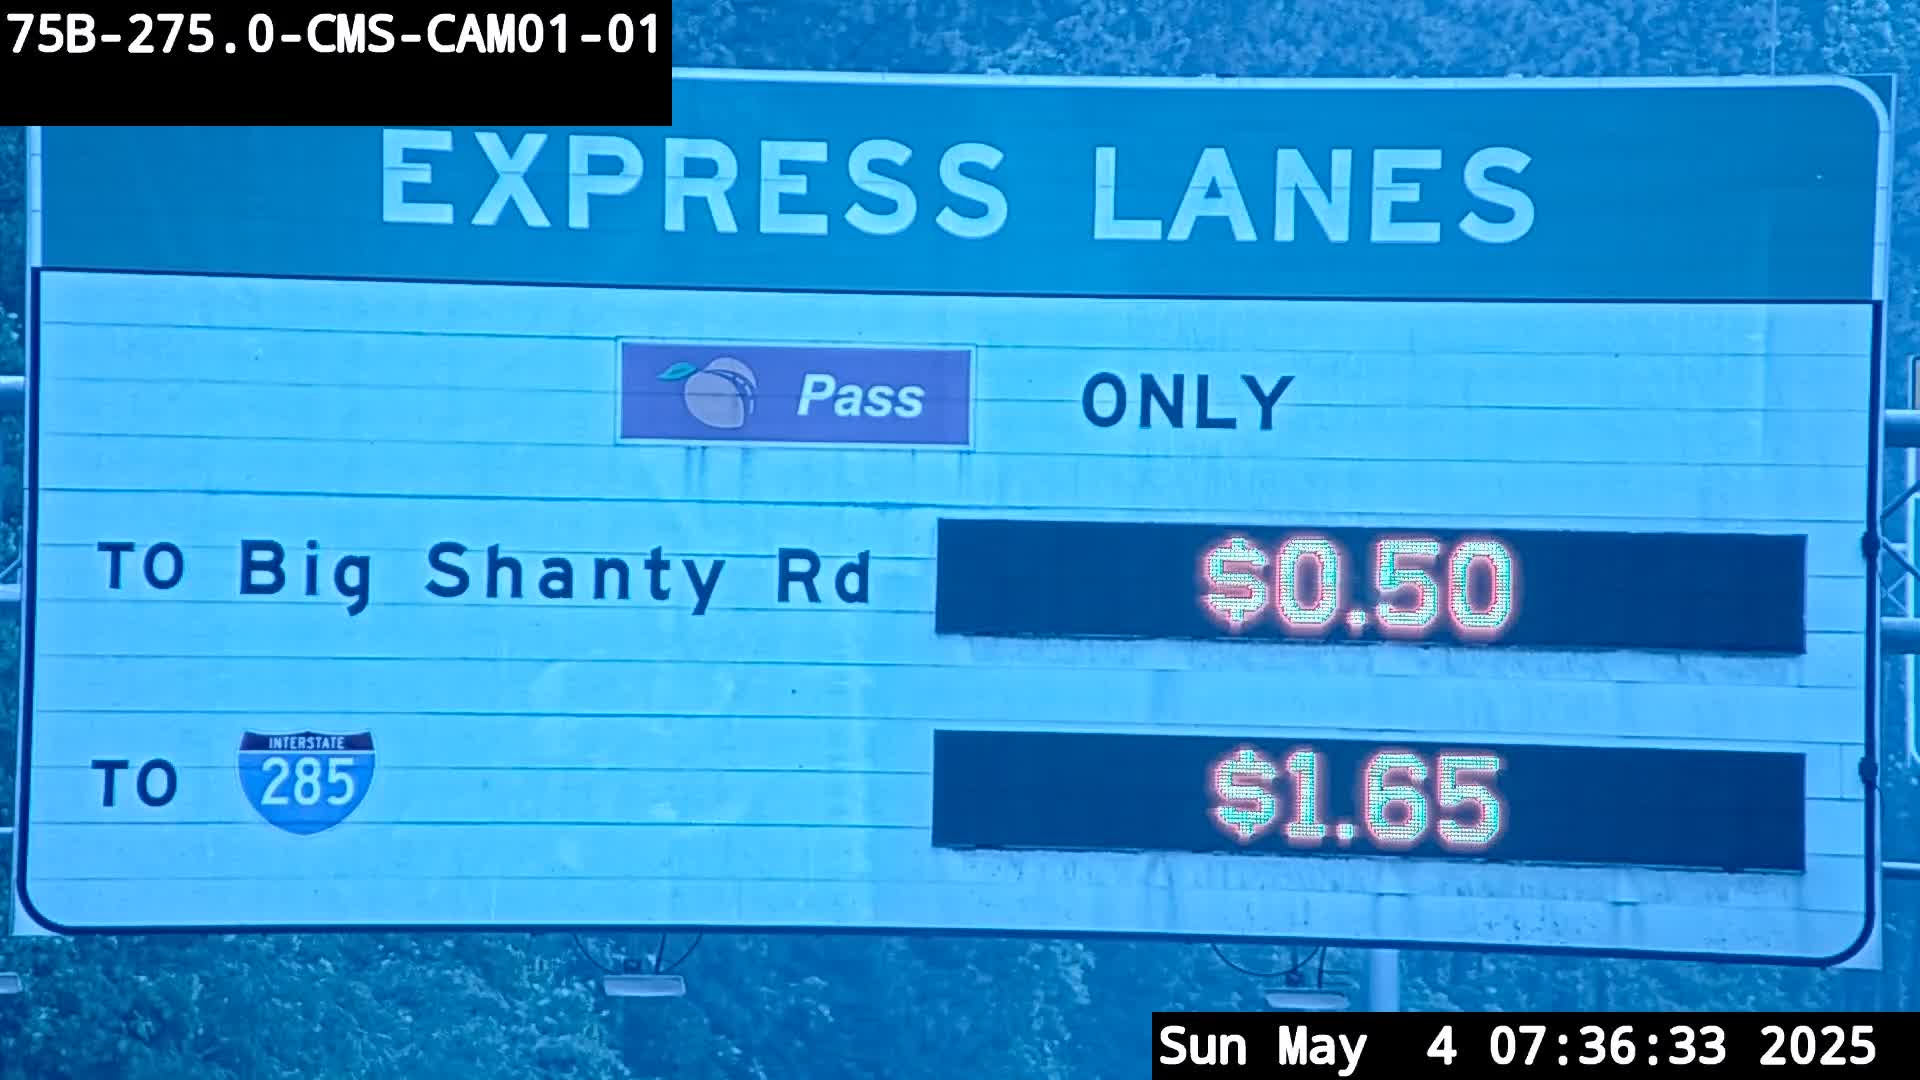 75B-275.0-CMS-CAM01-01
EXPRESS LANES
Pass ONLY
TO Big Shanty Rd $0.50
TO INTERSTATE 285 $1.65
Sun May 4 07:36:33 2025